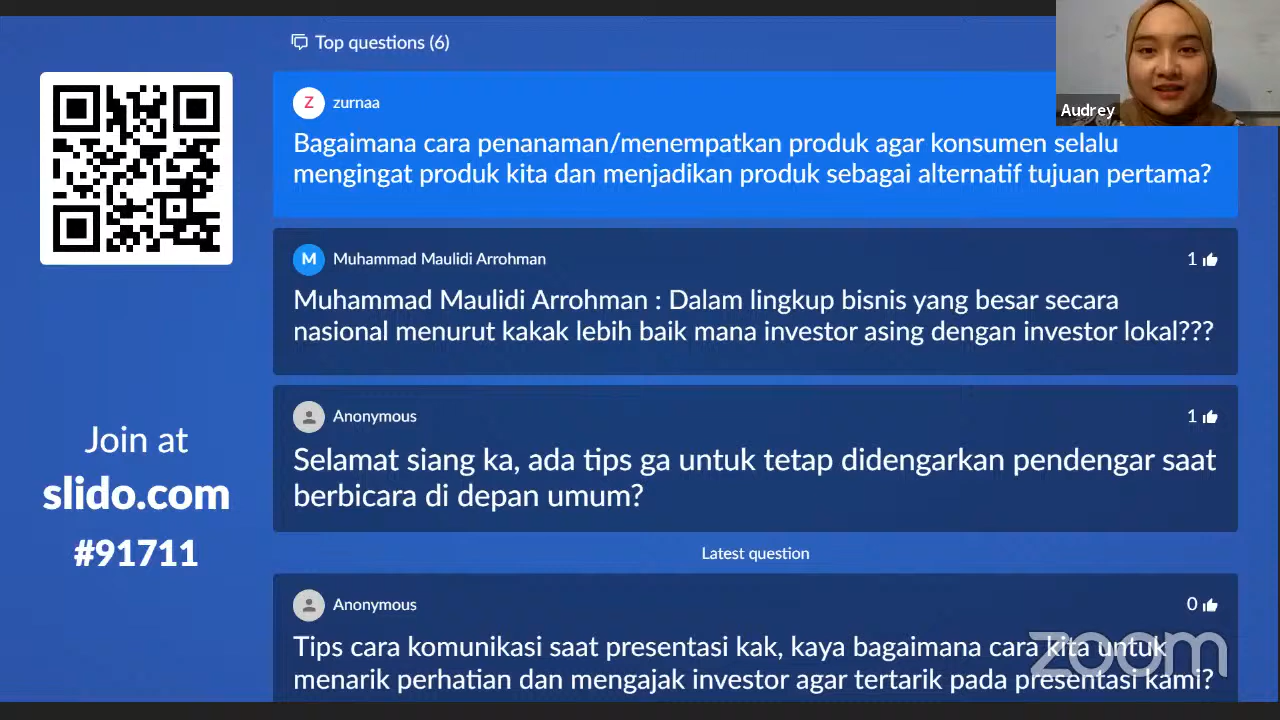 Top questions (6)
Audrey
Z zurnaa
Bagaimana cara penanaman/menempatkan produk agar konsumen selalu
mengingat produk kita dan menjadikan produk sebagai alternatif tujuan pertama?
M Muhammad Maulidi Arrohman 1
Muhammad Maulidi Arrohman : Dalam lingkup bisnis yang besar secara
nasional menurut kakak lebih baik mana investor asing dengan investor lokal???
Anonymous 1
Selamat siang ka, ada tips ga untuk tetap didengarkan pendengar saat
berbicara di depan umum?
Join at
slido.com
#91711
Latest question
Anonymous 0
Tips cara komunikasi saat presentasi kak, kaya bagaimana cara kita untuk
menarik perhatian dan mengajak investor agar tertarik pada presentasi kami?
zoom